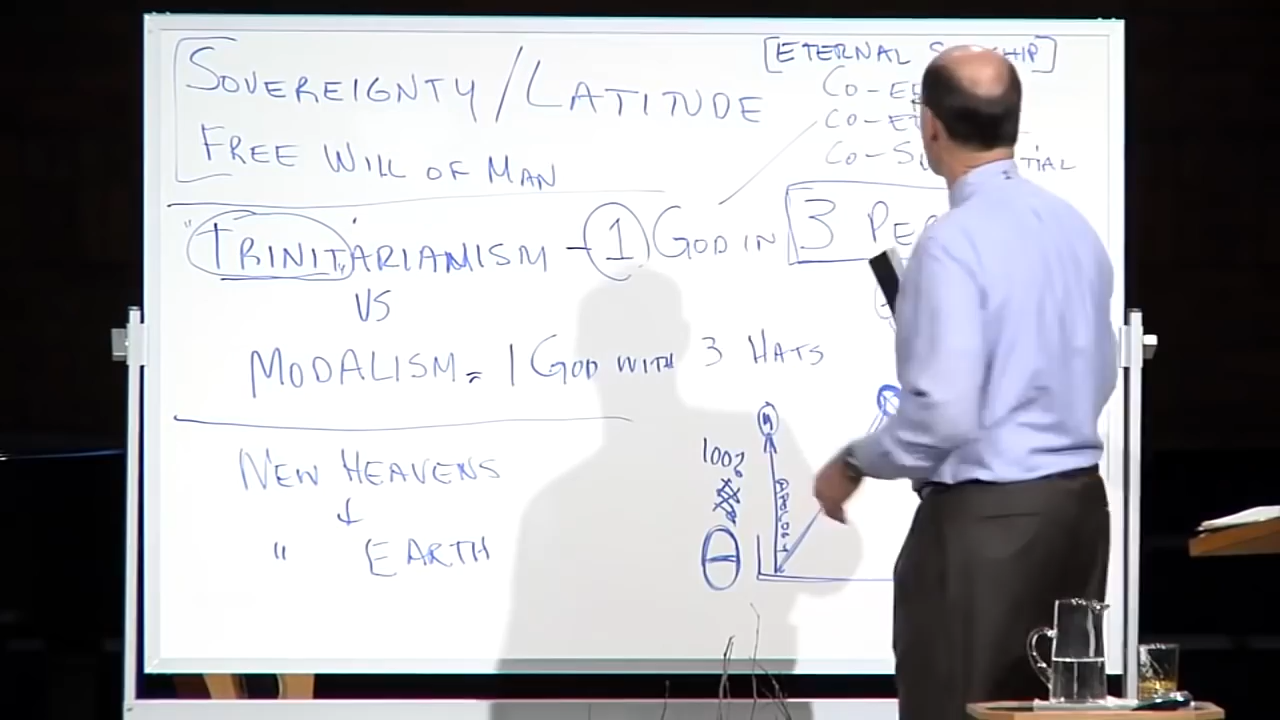 SOVEREIGNTY/LATITUDE
FREE WILL OF MAN
[ETERNAL
CO-
CO-
CO-
"TRINITARIANISM - 1 GOD IN 3
VS
MODALISM = 1 GOD WITH 3 HATS
NEW HEAVENS
" EARTH
100%